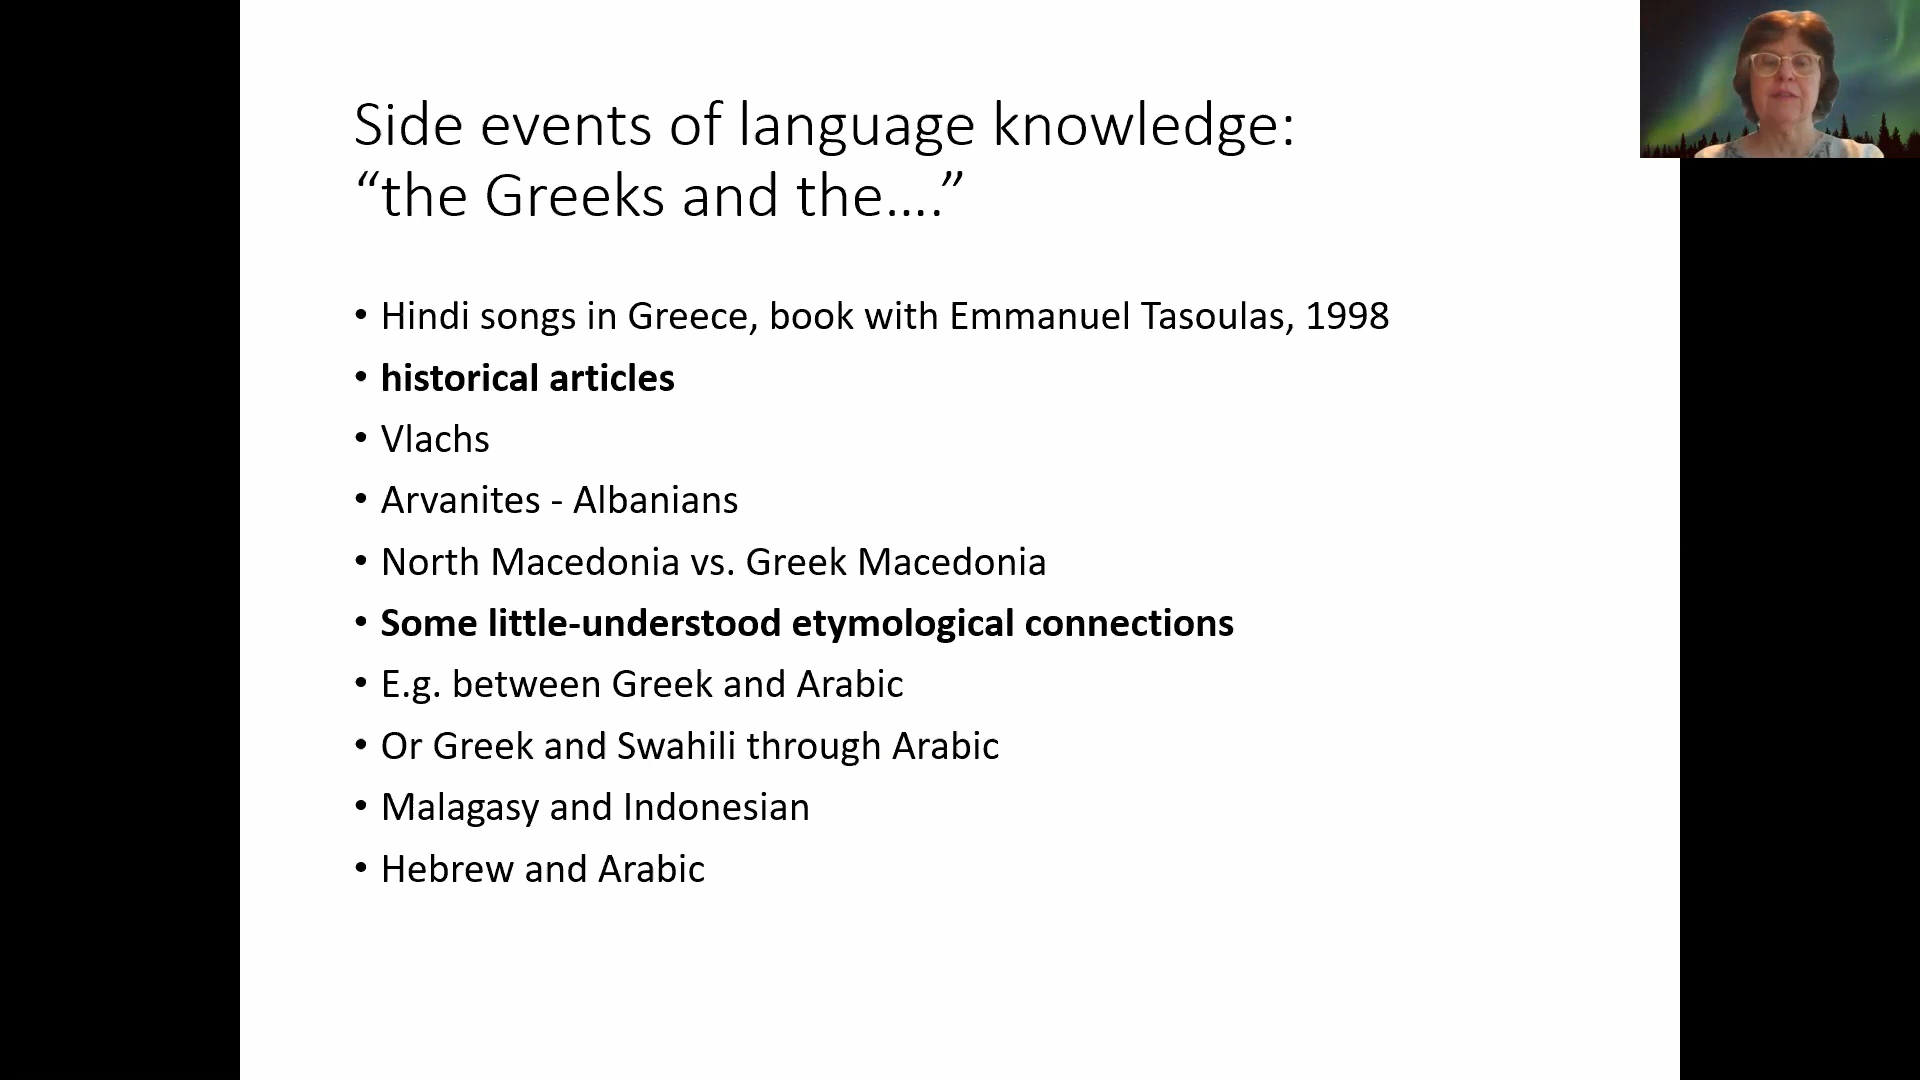 Side events of language knowledge:
“the Greeks and the....”
• Hindi songs in Greece, book with Emmanuel Tasoulas, 1998
• historical articles
• Vlachs
• Arvanites - Albanians
• North Macedonia vs. Greek Macedonia
• Some little-understood etymological connections
• E.g. between Greek and Arabic
• Or Greek and Swahili through Arabic
• Malagasy and Indonesian
• Hebrew and Arabic